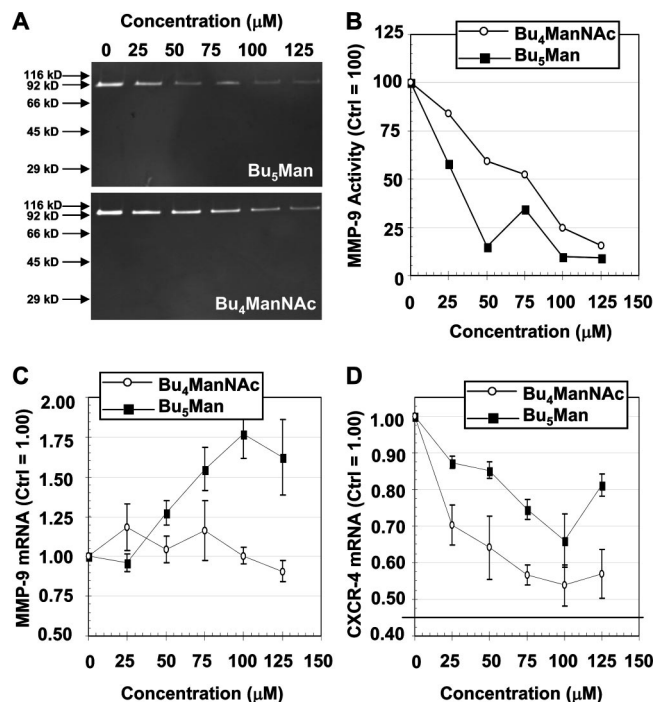 A
Concentration (µM)
0 25 50 75 100 125
116 kD
92 kD
66 kD
45 kD
29 kD
Bu5Man
116 kD
92 kD
66 kD
45 kD
29 kD
Bu4ManNAc
B
Bu4ManNAc
Bu5Man
MMP-9 Activity (Ctrl = 100)
125
100
75
50
25
0
0 25 50 75 100 125 150
Concentration (µM)
C
Bu4ManNAc
Bu5Man
MMP-9 mRNA (Ctrl = 1.00)
2.00
1.75
1.50
1.25
1.00
0.75
0.50
0 25 50 75 100 125 150
Concentration (µM)
D
Bu4ManNAc
Bu5Man
CXCR-4 mRNA (Ctrl = 1.00)
1.00
0.90
0.80
0.70
0.60
0.50
0.40
0 25 50 75 100 125 150
Concentration (µM)